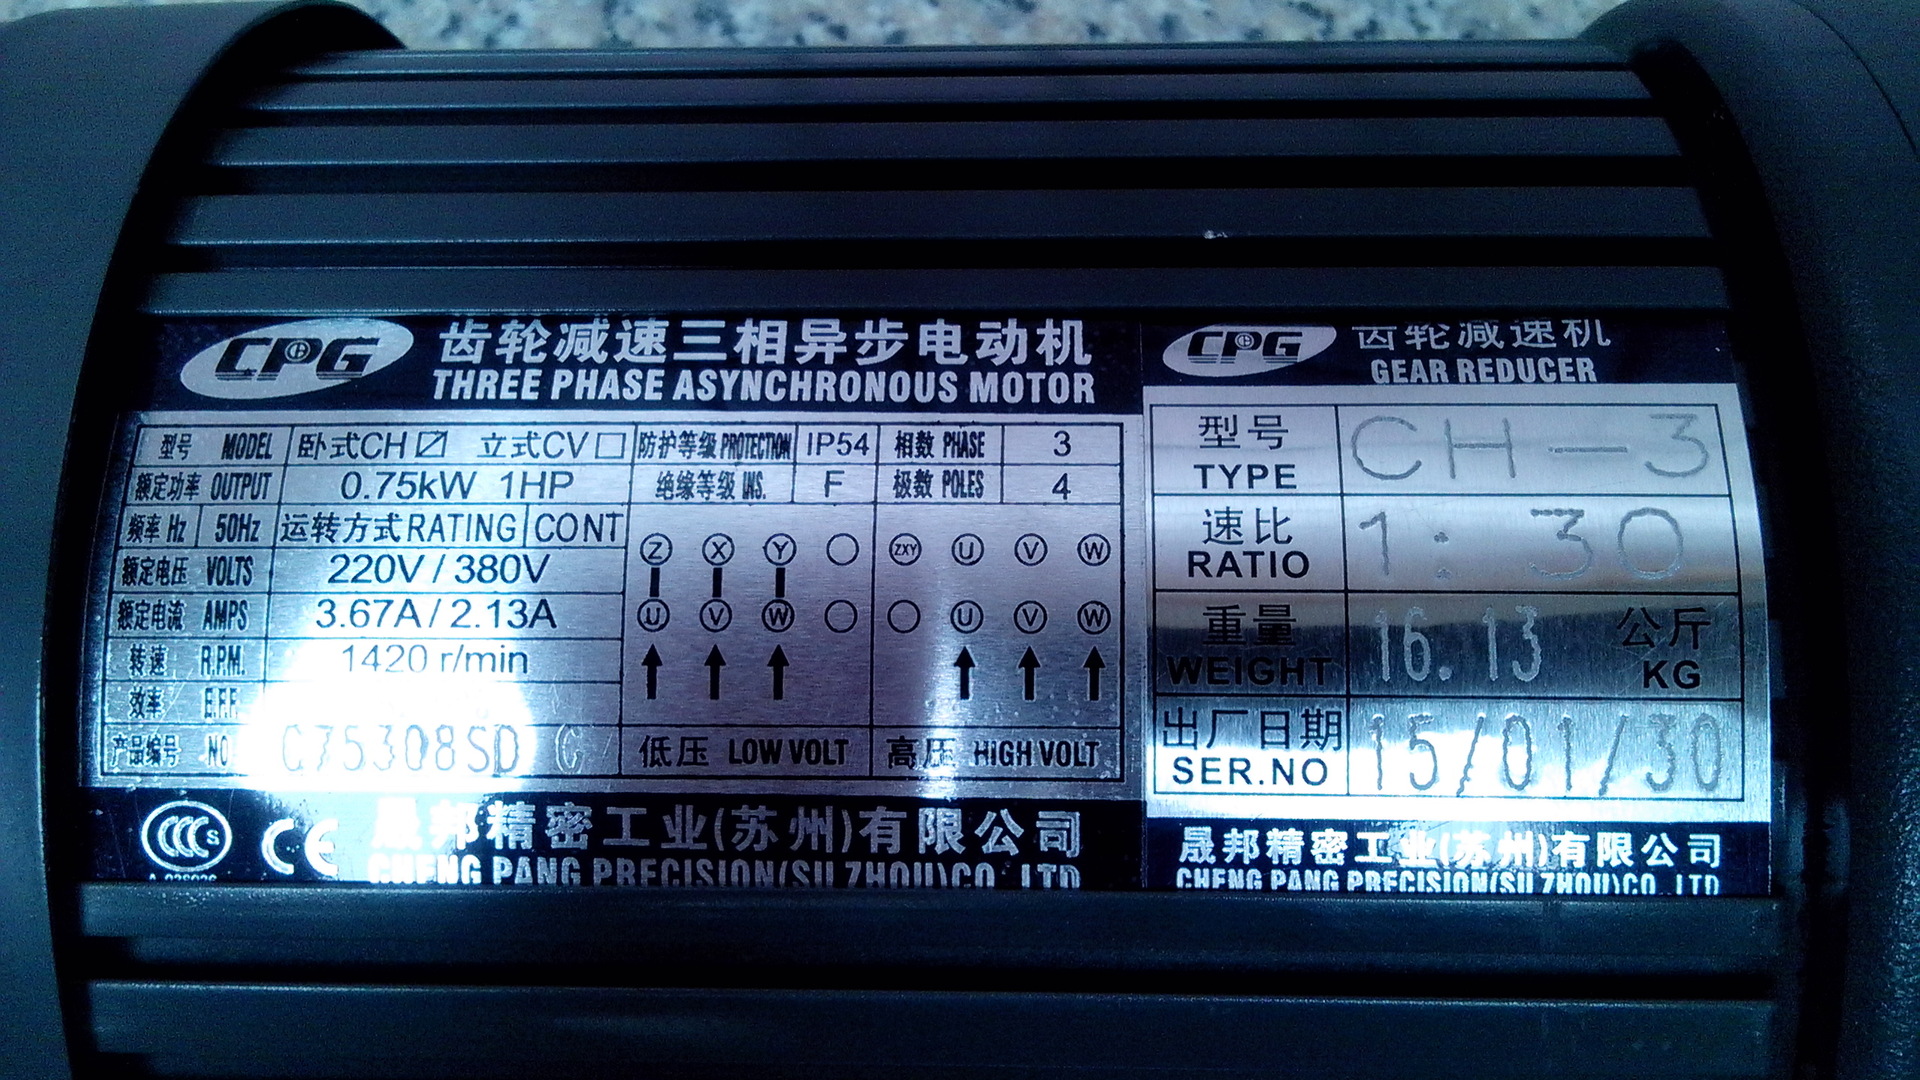 CPG 齿轮减速三相异步电动机
THREE PHASE ASYNCHRONOUS MOTOR
型号 MODEL 卧式CH☑ 立式CV☐ 防护等级 PROTECTION IP54 相数 PHASE 3
额定功率 OUTPUT 0.75kW 1HP 绝缘等级 INS. F 极数 POLES 4
频率 Hz 50Hz 运转方式 RATING CONT
Z X Y ZXY U V W
额定电压 VOLTS 220V / 380V
额定电流 AMPS 3.67A / 2.13A
U V W U V W
转速 R.P.M. 1420 r/min
效率 E.F.F.
产品编号 NO C75308SD G 低压 LOW VOLT 高压 HiGH VOLT
CCC S CE 晟邦精密工业(苏州)有限公司
CHENG PANG PRECISION(SU ZHOU)CO.,LTD
CPG 齿轮减速机
GEAR REDUCER
型号 TYPE CH-3
速比 RATIO 1:30
重量 WEIGHT 16.13 公斤 KG
出厂日期 SER.NO 15/01/30
晟邦精密工业(苏州)有限公司
CHENG PANG PRECISION(SU ZHOU)CO.,LTD